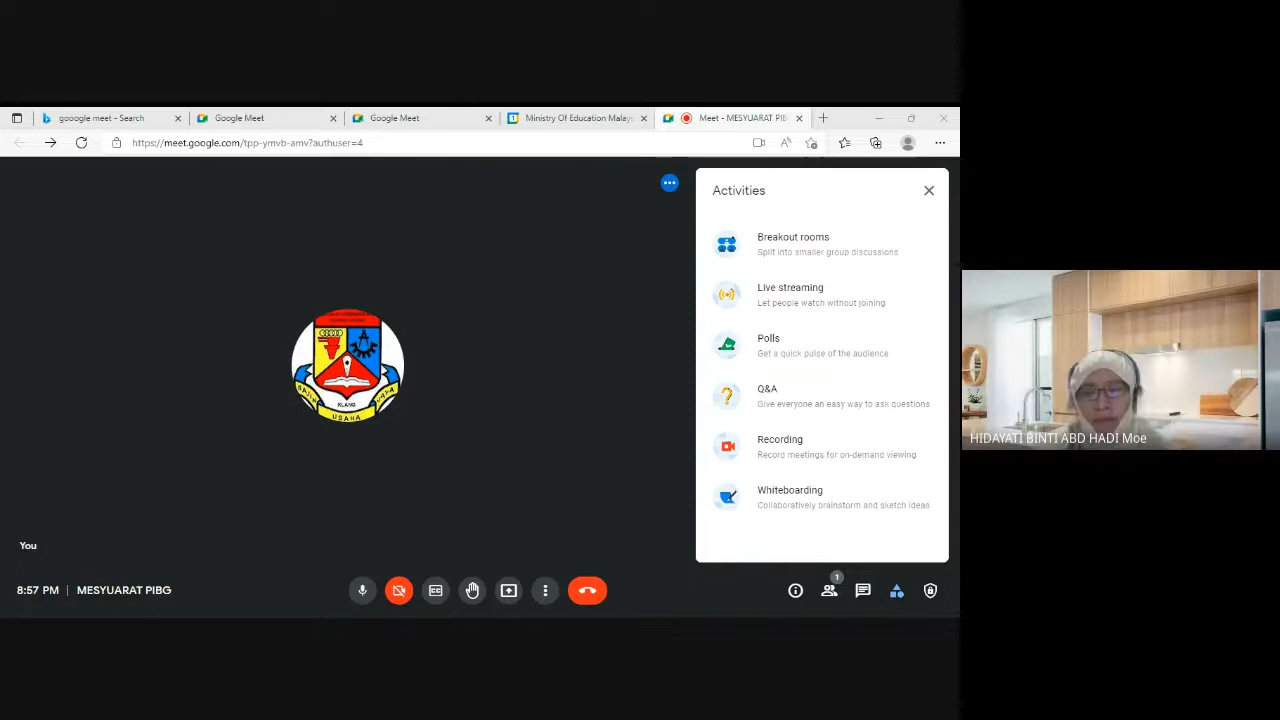 gooogle meet - Search
Google Meet
Google Meet
Ministry Of Education Malays
Meet - MESYUARAT PIBG
https://meet.google.com/tpp-ymvb-amv?authuser=4
Activities
Breakout rooms
Split into smaller group discussions
Live streaming
Let people watch without joining
Polls
Get a quick pulse of the audience
Q&A
Give everyone an easy way to ask questions
Recording
Record meetings for on-demand viewing
Whiteboarding
Collaboratively brainstorm and sketch ideas
KLANG
USAHA
HIDAYATI BINTI ABD HADI Moe
You
1
8:57 PM | MESYUARAT PIBG